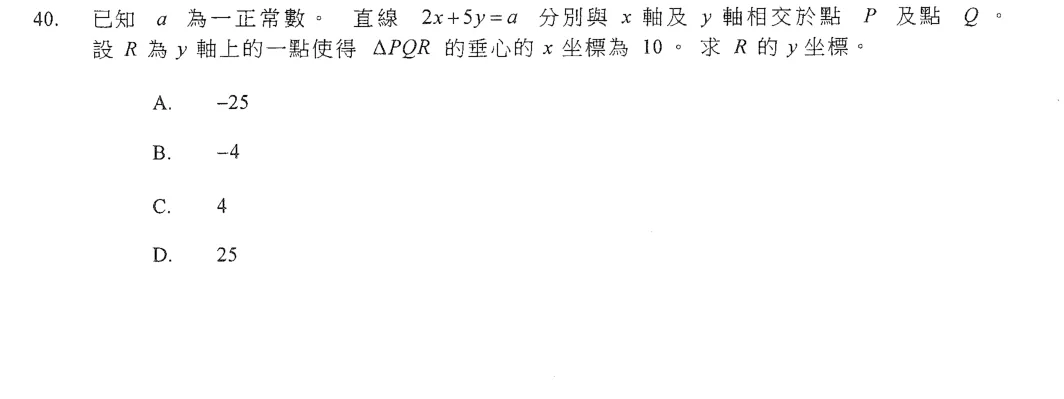 40. 已知 a 為一正常數。 直線 2x+5y=a 分別與 x 軸及 y 軸相交於點 P 及點 Q 。
設 R 為 y 軸上的一點使得 ΔPQR 的垂心的 x 坐標為 10 。 求 R 的 y 坐標。
A. −25
B. −4
C. 4
D. 25